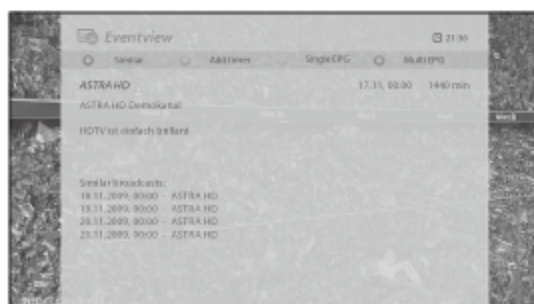 Eventview 21:36
Similar Add timer Single EPG Multi EPG
ASTRA HD 17.11, 00:00 1440 min
ASTRA HD Demokanal
HDTV ist einfach brillant
Similar broadcasts:
18.11.2009, 00:00 - ASTRA HD
19.11.2009, 00:00 - ASTRA HD
20.11.2009, 00:00 - ASTRA HD
21.11.2009, 00:00 - ASTRA HD